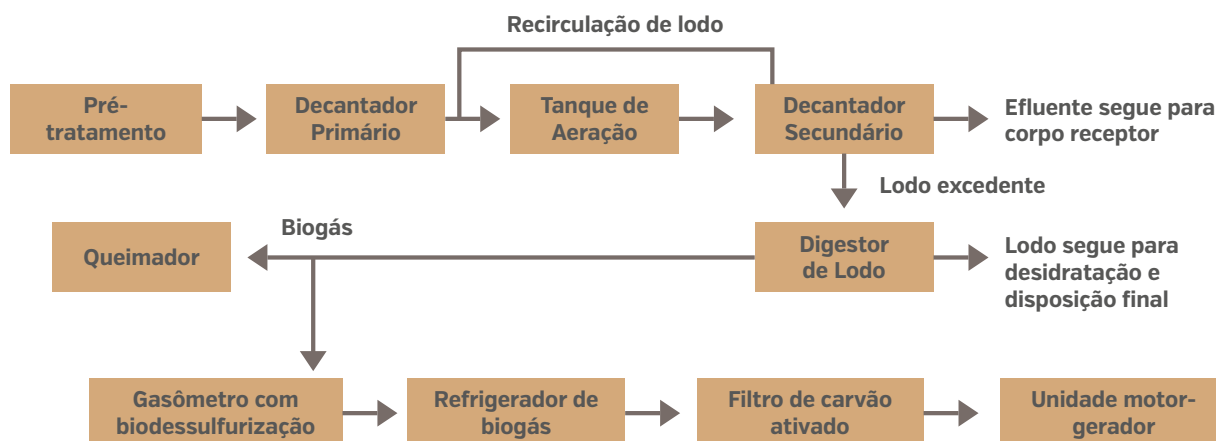 Recirculação de lodo
Pré-
tratamento
Decantador
Primário
Tanque de
Aeração
Decantador
Secundário
Efluente segue para
corpo receptor
Lodo excedente
Biogás
Queimador
Digestor
de Lodo
Lodo segue para
desidratação e
disposição final
Gasômetro com
biodessulfurização
Refrigerador de
biogás
Filtro de carvão
ativado
Unidade motor-
gerador